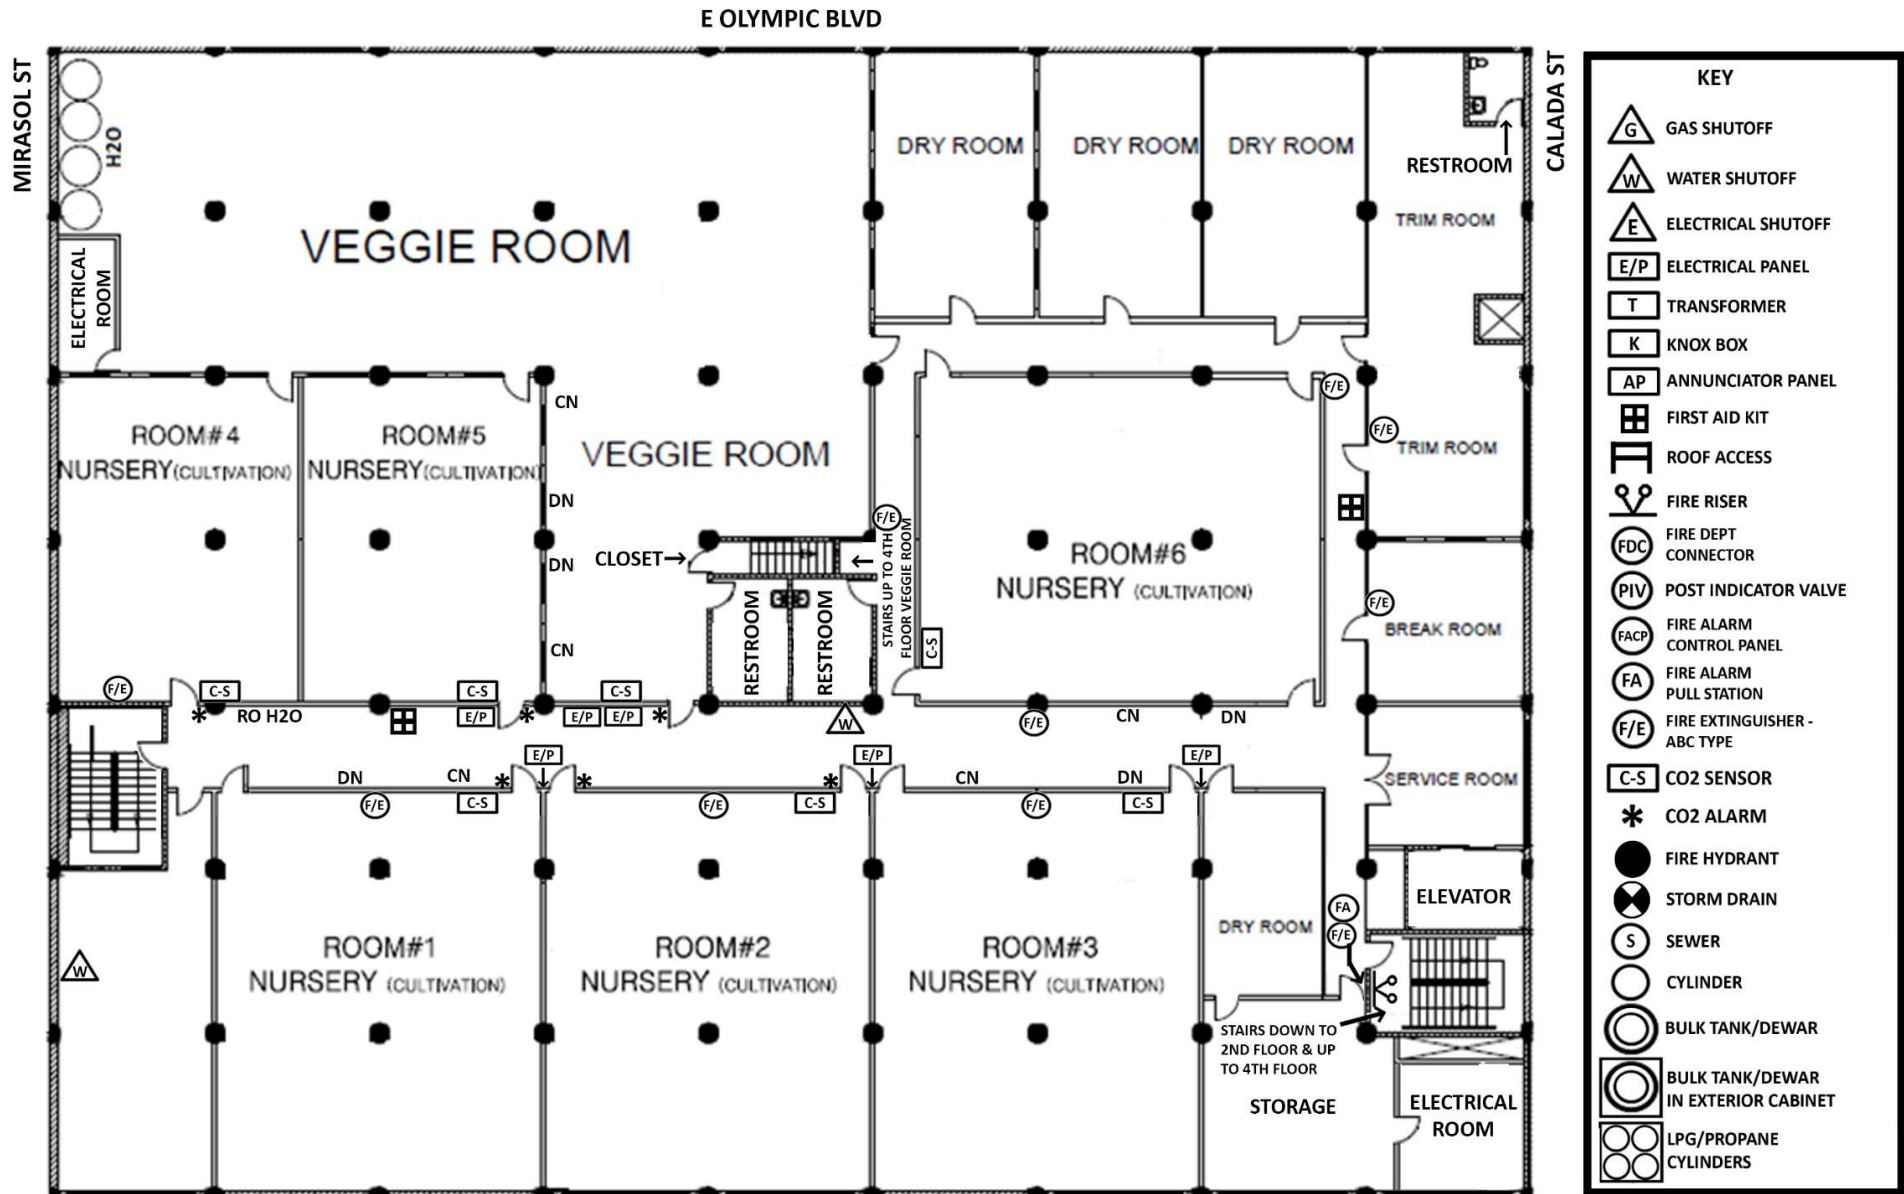 E OLYMPIC BLVD
MIRASOL ST
CALADA ST
H2O
VEGGIE ROOM
ELECTRICAL
ROOM
DRY ROOM
DRY ROOM
DRY ROOM
RESTROOM
TRIM ROOM
ROOM#4
NURSERY (CULTIVATION)
ROOM#5
NURSERY (CULTIVATION)
CN
DN
DN
CN
VEGGIE ROOM
CLOSET
RESTROOM
RESTROOM
F/E
STAIRS UP TO 4TH
FLOOR VEGGIE ROOM
C-S
ROOM#6
NURSERY (CULTIVATION)
F/E
F/E
TRIM ROOM
F/E
BREAK ROOM
F/E
C-S
RO H2O
C-S
E/P
C-S
E/P
E/P
W
F/E
CN
DN
E/P
E/P
E/P
DN
CN
CN
DN
F/E
C-S
F/E
C-S
F/E
C-S
SERVICE ROOM
ELEVATOR
FA
F/E
DRY ROOM
W
ROOM#1
NURSERY (CULTIVATION)
ROOM#2
NURSERY (CULTIVATION)
ROOM#3
NURSERY (CULTIVATION)
STAIRS DOWN TO
2ND FLOOR & UP
TO 4TH FLOOR
STORAGE
ELECTRICAL
ROOM
KEY
G GAS SHUTOFF
W WATER SHUTOFF
E ELECTRICAL SHUTOFF
E/P ELECTRICAL PANEL
T TRANSFORMER
K KNOX BOX
AP ANNUNCIATOR PANEL
FIRST AID KIT
ROOF ACCESS
FIRE RISER
FDC FIRE DEPT
CONNECTOR
PIV POST INDICATOR VALVE
FACP FIRE ALARM
CONTROL PANEL
FA FIRE ALARM
PULL STATION
F/E FIRE EXTINGUISHER -
ABC TYPE
C-S CO2 SENSOR
* CO2 ALARM
FIRE HYDRANT
STORM DRAIN
S SEWER
CYLINDER
BULK TANK/DEWAR
BULK TANK/DEWAR
IN EXTERIOR CABINET
LPG/PROPANE
CYLINDERS